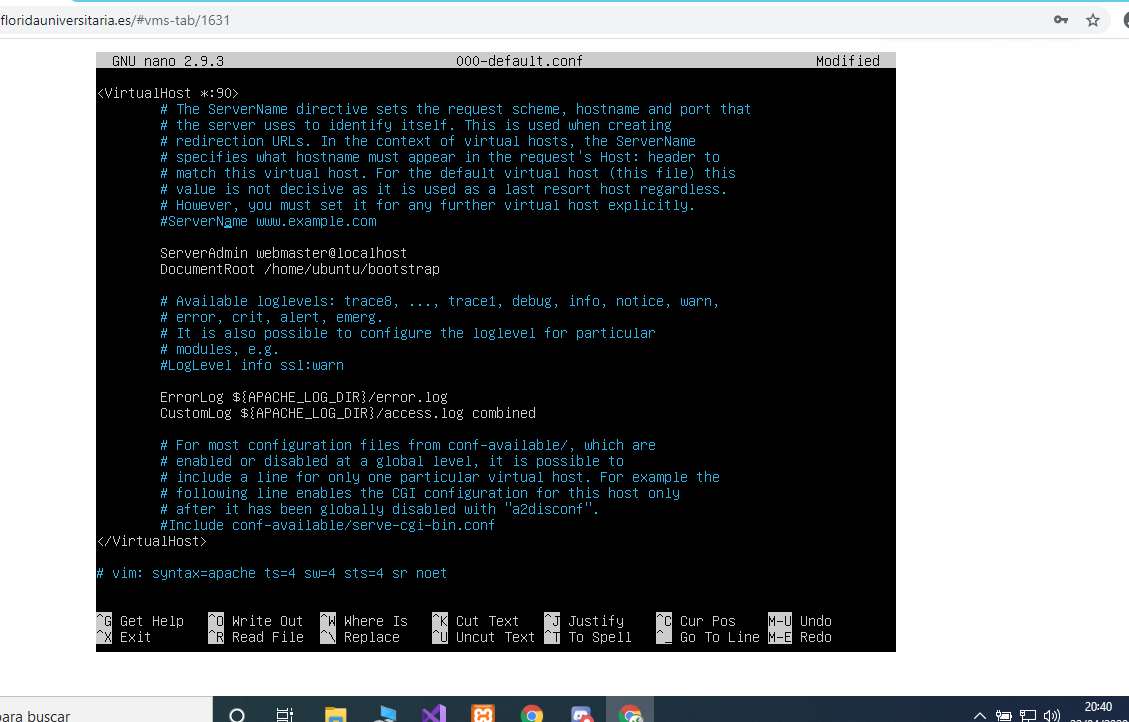 floridauniversitaria.es/#vms-tab/1631
GNU nano 2.9.3 000-default.conf Modified
<VirtualHost *:90>
# The ServerName directive sets the request scheme, hostname and port that
# the server uses to identify itself. This is used when creating
# redirection URLs. In the context of virtual hosts, the ServerName
# specifies what hostname must appear in the request's Host: header to
# match this virtual host. For the default virtual host (this file) this
# value is not decisive as it is used as a last resort host regardless.
# However, you must set it for any further virtual host explicitly.
#ServerName www.example.com
ServerAdmin webmaster@localhost
DocumentRoot /home/ubuntu/bootstrap
# Available loglevels: trace8, ..., trace1, debug, info, notice, warn,
# error, crit, alert, emerg.
# It is also possible to configure the loglevel for particular
# modules, e.g.
#LogLevel info ssl:warn
ErrorLog ${APACHE_LOG_DIR}/error.log
CustomLog ${APACHE_LOG_DIR}/access.log combined
# For most configuration files from conf-available/, which are
# enabled or disabled at a global level, it is possible to
# include a line for only one particular virtual host. For example the
# following line enables the CGI configuration for this host only
# after it has been globally disabled with "a2disconf".
#Include conf-available/serve-cgi-bin.conf
</VirtualHost>
# vim: syntax=apache ts=4 sw=4 sts=4 sr noet
^G Get Help ^O Write Out ^W Where Is ^K Cut Text ^J Justify ^C Cur Pos M-U Undo
^X Exit ^R Read File ^\ Replace ^U Uncut Text ^T To Spell ^_ Go To Line M-E Redo
para buscar
20:40